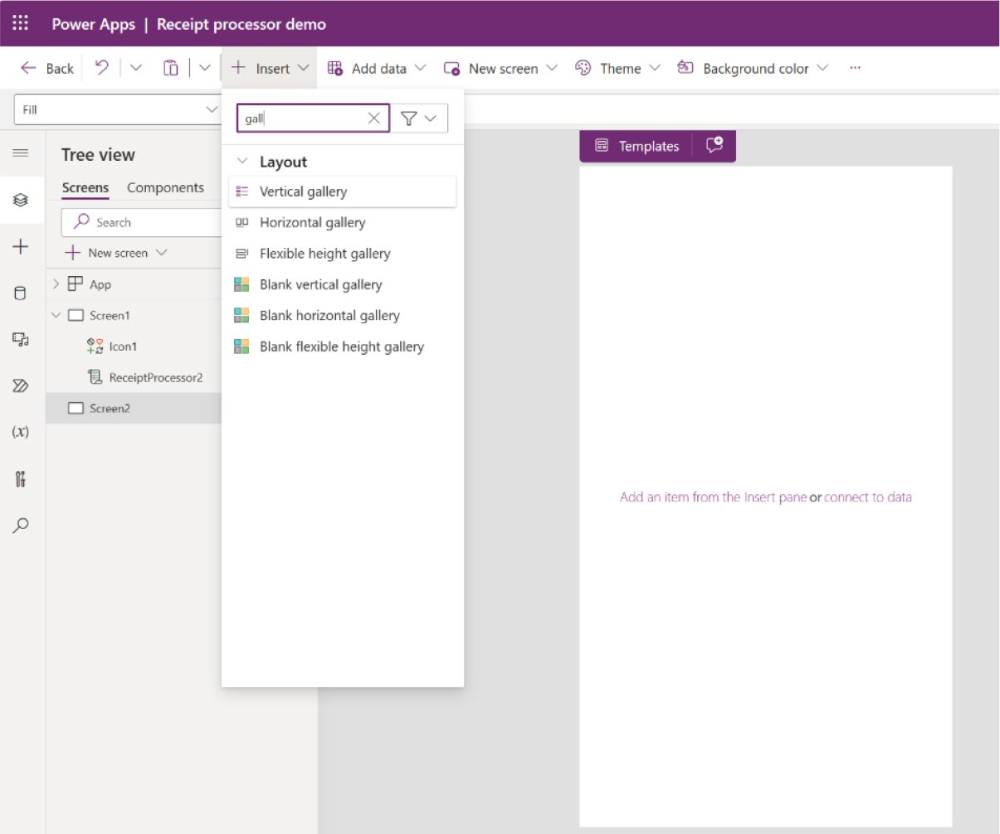 Power Apps | Receipt processor demo
Back
Insert
Add data
New screen
Theme
Background color
...
Fill
gall
Layout
Vertical gallery
Horizontal gallery
Flexible height gallery
Blank vertical gallery
Blank horizontal gallery
Blank flexible height gallery
Tree view
Screens
Components
Search
New screen
App
Screen1
Icon1
ReceiptProcessor2
Screen2
(x)
Templates
Add an item from the Insert pane or connect to data